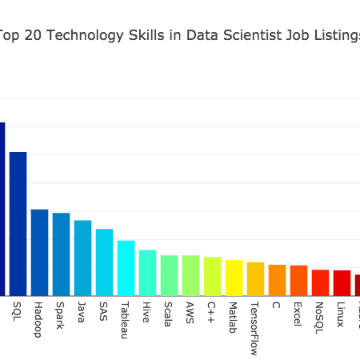 Top 20 Technology Skills in Data Scientist Job Listings
SQL
Hadoop
Spark
Java
SAS
Tableau
Hive
Scala
AWS
C++
Matlab
TensorFlow
C
Excel
NoSQL
Linux